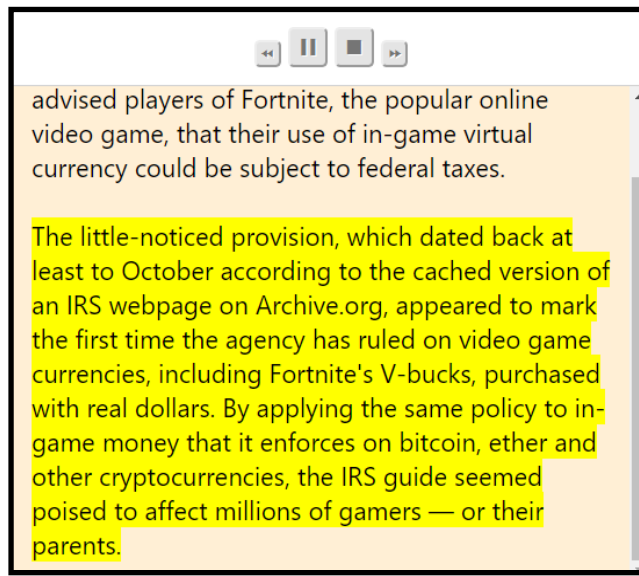 advised players of Fortnite, the popular online
video game, that their use of in-game virtual
currency could be subject to federal taxes.
The little-noticed provision, which dated back at
least to October according to the cached version of
an IRS webpage on Archive.org, appeared to mark
the first time the agency has ruled on video game
currencies, including Fortnite's V-bucks, purchased
with real dollars. By applying the same policy to in-
game money that it enforces on bitcoin, ether and
other cryptocurrencies, the IRS guide seemed
poised to affect millions of gamers — or their
parents.